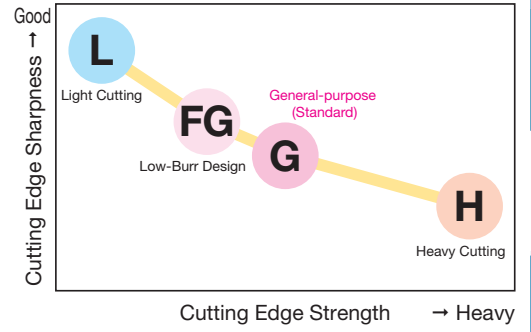 Good
Cutting Edge Sharpness →
L
Light Cutting
FG
Low-Burr Design
General-purpose
(Standard)
G
H
Heavy Cutting
Cutting Edge Strength → Heavy